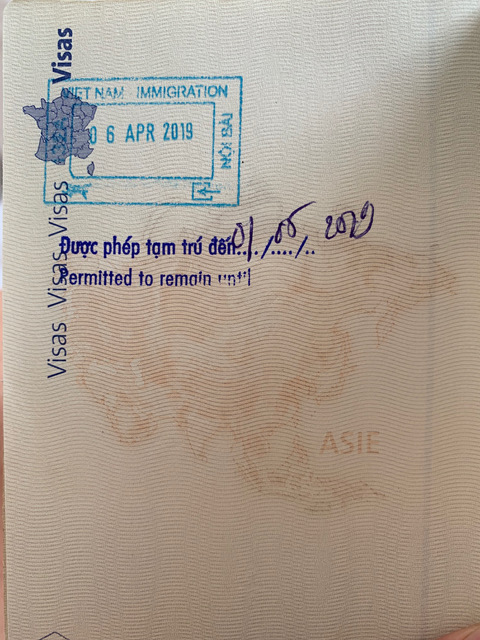 Visas
Visas
Visas
Visas
VIET NAM IMMIGRATION
06 APR 2019
NỘI BÀI
Được phép tạm trú đến 01/05 2019
Permitted to remain until
ASIE